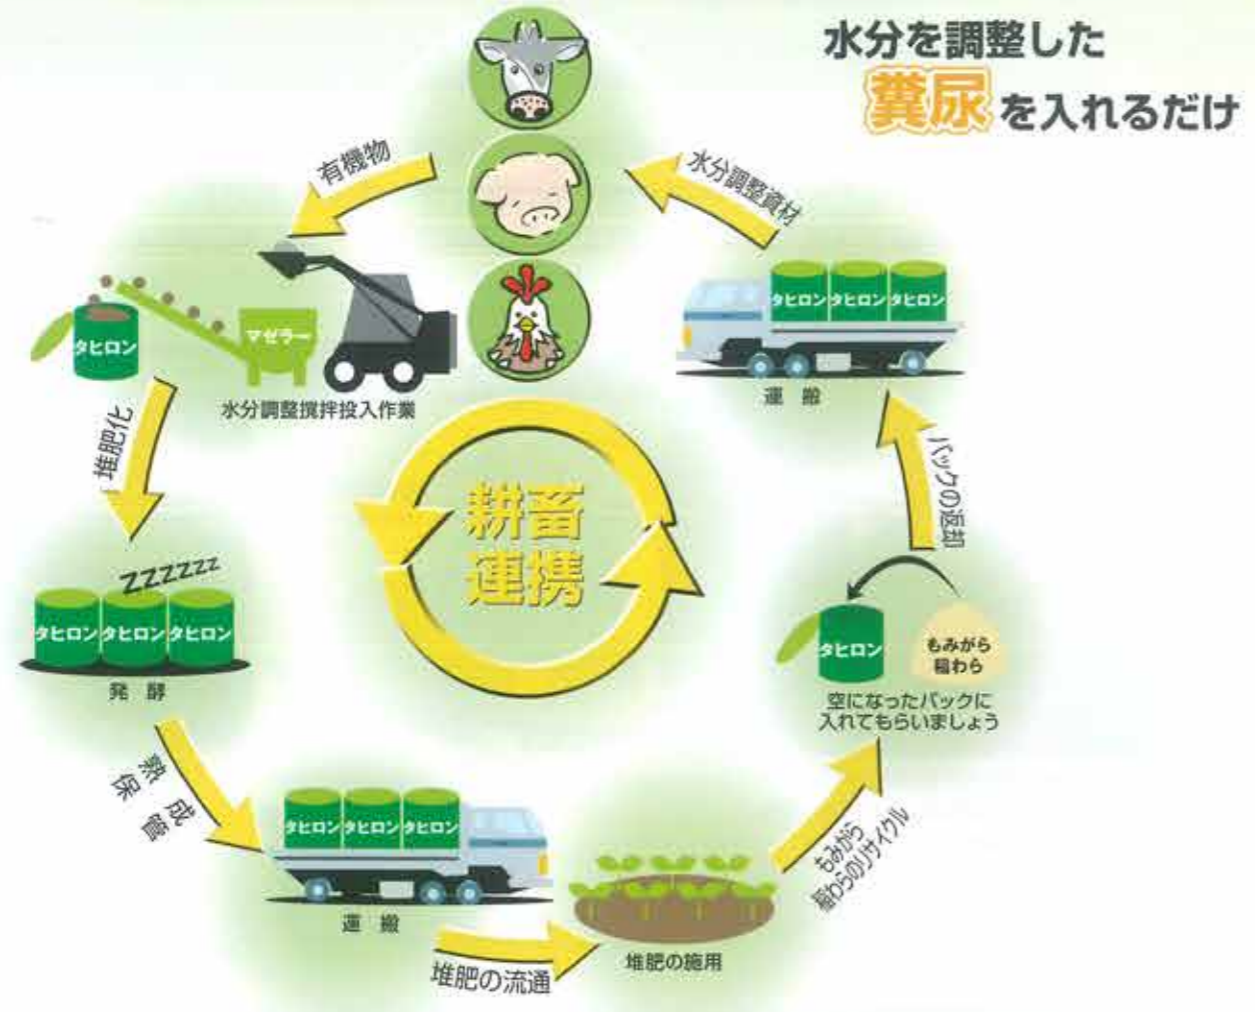 水分を調整した
糞尿を入れるだけ
有機物
水分調整資材
タヒロン
マゼラー
水分調整撹拌投入作業
タヒロン タヒロン タヒロン
運搬
堆肥化
耕畜
連携
バックの返却
zzzzzz
タヒロン タヒロン タヒロン
発酵
タヒロン
もみがら
稲わら
空になったバックに
入れてもらいましょう
熟成
保管
タヒロン タヒロン タヒロン
運搬
もみがら
稲わらのリサイクル
堆肥の流通
堆肥の施用